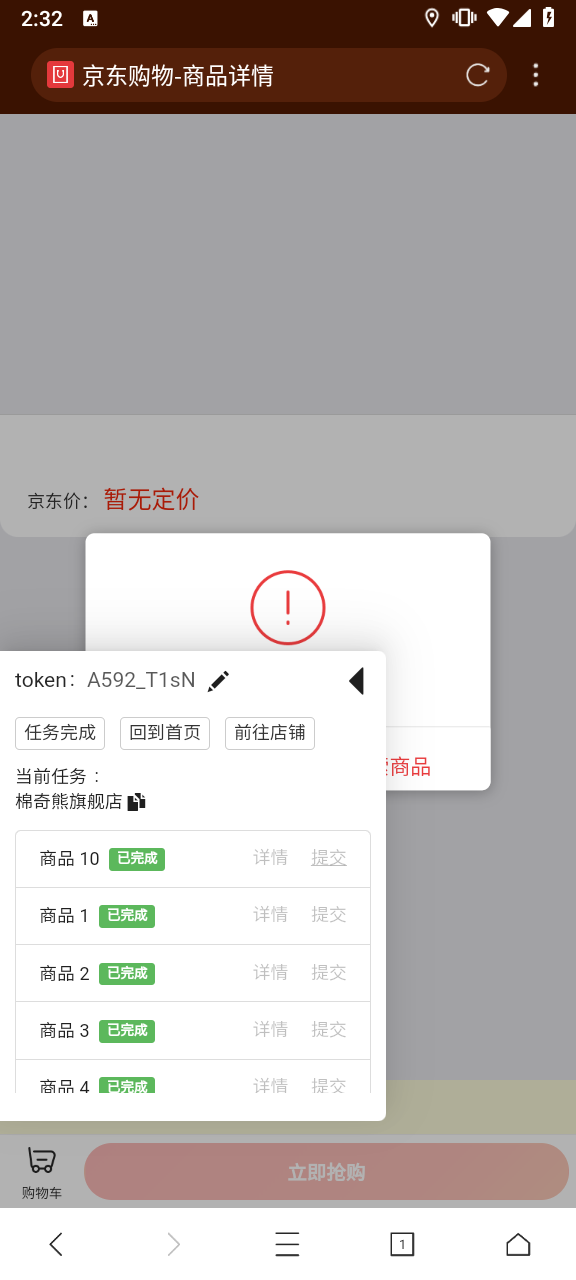 2:32
A
京东购物-商品详情
京东价： 暂无定价
token： A592_T1sN
任务完成 回到首页 前往店铺
商品
当前任务：
棉奇熊旗舰店
商品 10 已完成 详情 提交
商品 1 已完成 详情 提交
商品 2 已完成 详情 提交
商品 3 已完成 详情 提交
商品 4 已完成 详情 提交
购物车 立即抢购
1